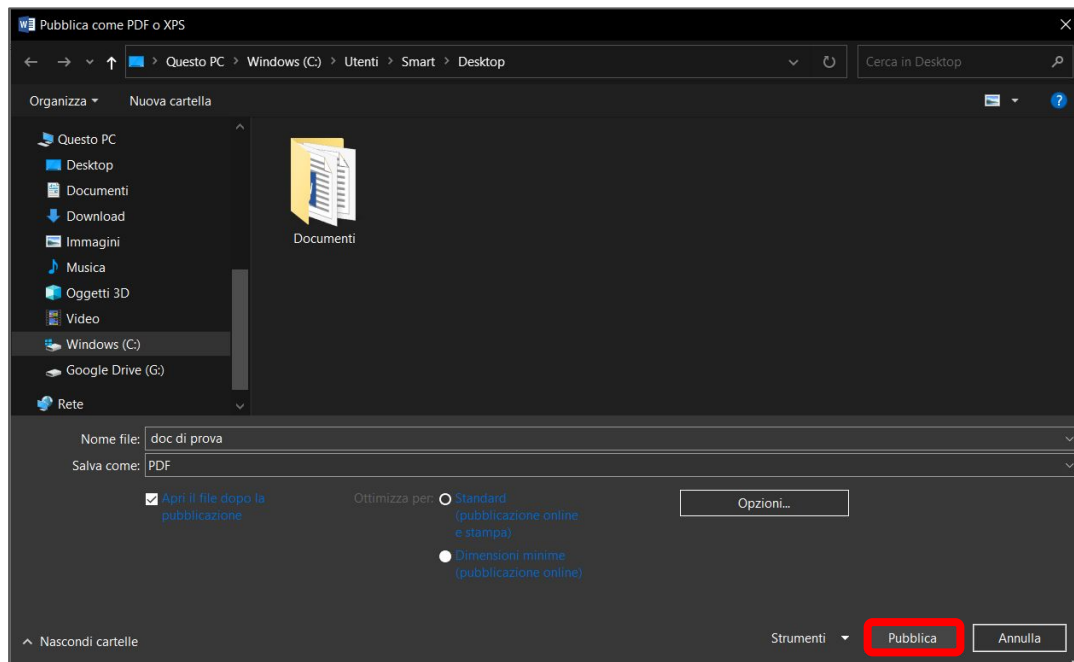 Pubblica come PDF o XPS
Questo PC > Windows (C:) > Utenti > Smart > Desktop
Cerca in Desktop
Organizza
Nuova cartella
Questo PC
Desktop
Documenti
Download
Immagini
Musica
Oggetti 3D
Video
Windows (C:)
Google Drive (G:)
Rete
Documenti
Nome file: doc di prova
Salva come: PDF
Apri il file dopo la
pubblicazione
Ottimizza per:
Standard
(pubblicazione online
e stampa)
Dimensioni minime
(pubblicazione online)
Opzioni...
Nascondi cartelle
Strumenti
Pubblica
Annulla